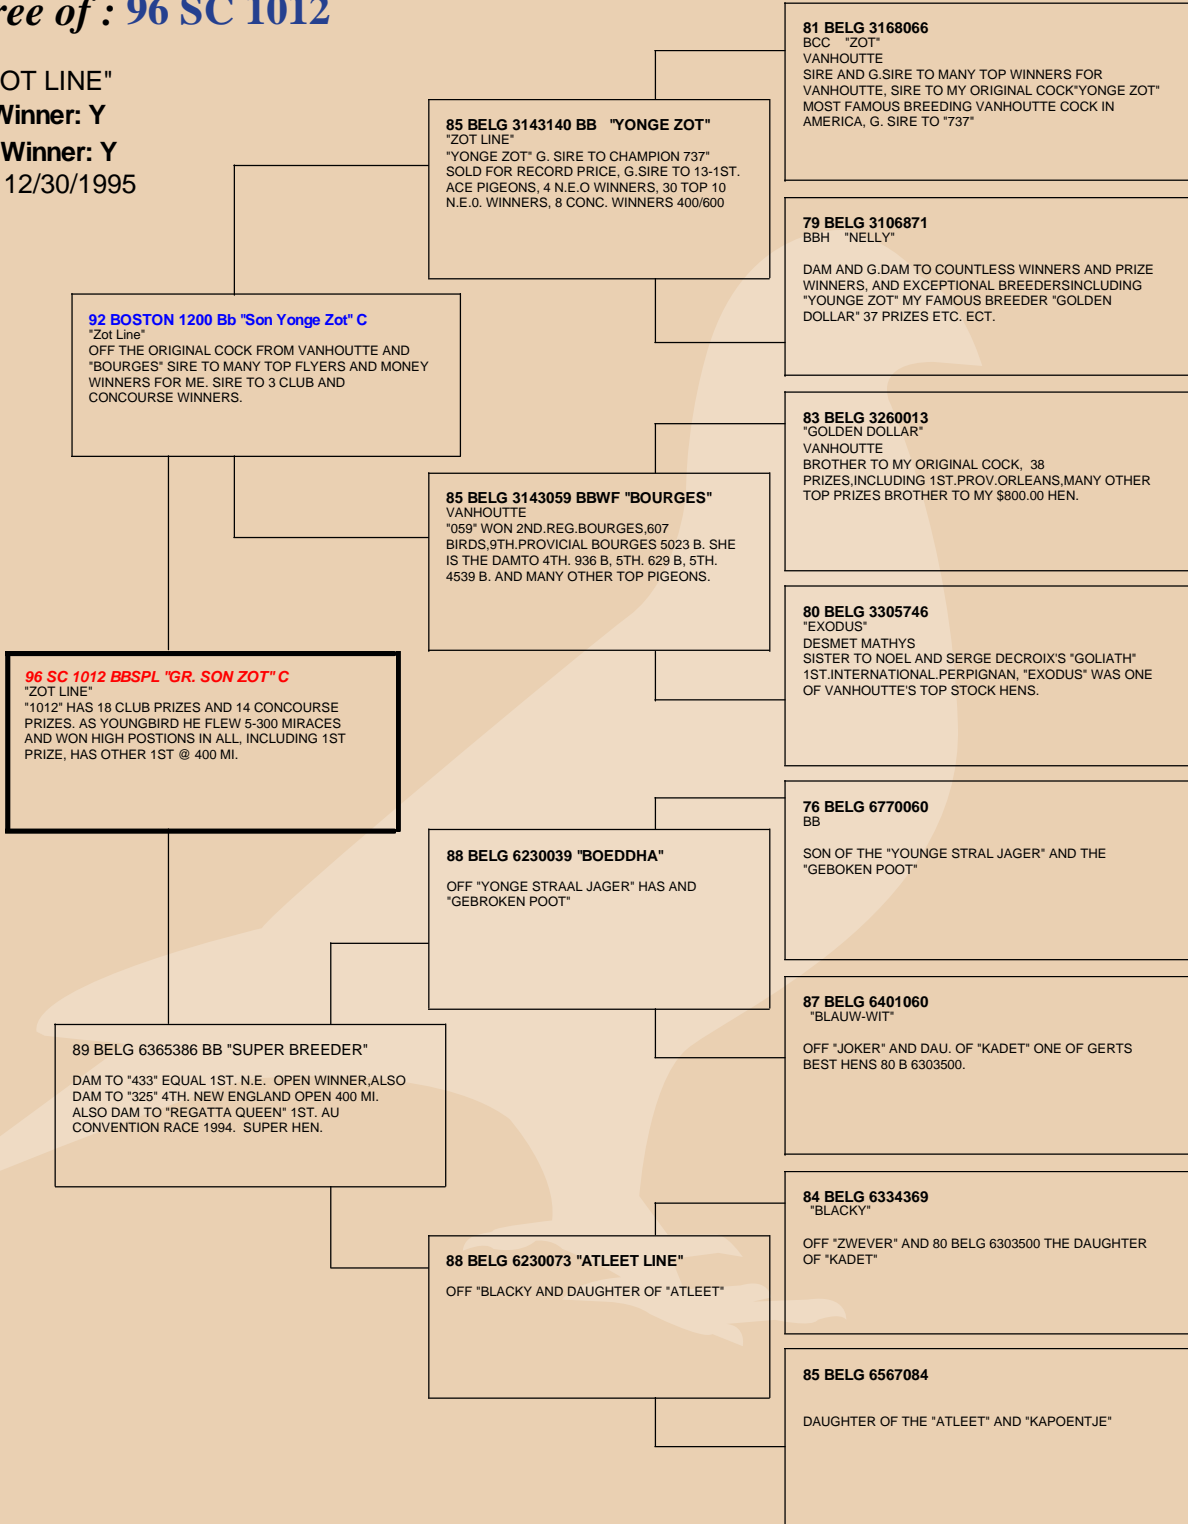 ree of : 96 SC 1012
OT LINE"
Winner: Y
Winner: Y
12/30/1995
81 BELG 3168066
BCC "ZOT"
VANHOUTTE
SIRE AND G.SIRE TO MANY TOP WINNERS FOR
VANHOUTTE, SIRE TO MY ORIGINAL COCK"YONGE ZOT"
MOST FAMOUS BREEDING VANHOUTTE COCK IN
AMERICA, G. SIRE TO "737"
85 BELG 3143140 BB "YONGE ZOT"
"ZOT LINE"
"YONGE ZOT" G. SIRE TO CHAMPION 737"
SOLD FOR RECORD PRICE, G.SIRE TO 13-1ST.
ACE PIGEONS, 4 N.E.O WINNERS, 30 TOP 10
N.E.0. WINNERS, 8 CONC. WINNERS 400/600
79 BELG 3106871
BBH "NELLY"
DAM AND G.DAM TO COUNTLESS WINNERS AND PRIZE
WINNERS, AND EXCEPTIONAL BREEDERSINCLUDING
"YOUNGE ZOT" MY FAMOUS BREEDER "GOLDEN
DOLLAR" 37 PRIZES ETC. ECT.
92 BOSTON 1200 Bb "Son Yonge Zot" C
"Zot Line"
OFF THE ORIGINAL COCK FROM VANHOUTTE AND
"BOURGES" SIRE TO MANY TOP FLYERS AND MONEY
WINNERS FOR ME. SIRE TO 3 CLUB AND
CONCOURSE WINNERS.
83 BELG 3260013
"GOLDEN DOLLAR"
VANHOUTTE
BROTHER TO MY ORIGINAL COCK, 38
PRIZES,INCLUDING 1ST.PROV.ORLEANS,MANY OTHER
TOP PRIZES BROTHER TO MY $800.00 HEN.
85 BELG 3143059 BBWF "BOURGES"
VANHOUTTE
"059" WON 2ND.REG.BOURGES,607
BIRDS,9TH.PROVICIAL BOURGES 5023 B. SHE
IS THE DAMTO 4TH. 936 B, 5TH. 629 B, 5TH.
4539 B. AND MANY OTHER TOP PIGEONS.
80 BELG 3305746
"EXODUS"
DESMET MATHYS
SISTER TO NOEL AND SERGE DECROIX'S "GOLIATH"
1ST.INTERNATIONAL.PERPIGNAN, "EXODUS" WAS ONE
OF VANHOUTTE'S TOP STOCK HENS.
96 SC 1012 BBSPL "GR. SON ZOT" C
"ZOT LINE"
"1012" HAS 18 CLUB PRIZES AND 14 CONCOURSE
PRIZES. AS YOUNGBIRD HE FLEW 5-300 MIRACES
AND WON HIGH POSTIONS IN ALL, INCLUDING 1ST
PRIZE, HAS OTHER 1ST @ 400 MI.
76 BELG 6770060
BB
SON OF THE "YOUNGE STRAL JAGER" AND THE
"GEBOKEN POOT"
88 BELG 6230039 "BOEDDHA"
OFF "YONGE STRAAL JAGER" HAS AND
"GEBROKEN POOT"
87 BELG 6401060
"BLAUW-WIT"
OFF "JOKER" AND DAU. OF "KADET" ONE OF GERTS
BEST HENS 80 B 6303500.
89 BELG 6365386 BB "SUPER BREEDER"
DAM TO "433" EQUAL 1ST. N.E. OPEN WINNER,ALSO
DAM TO "325" 4TH. NEW ENGLAND OPEN 400 MI.
ALSO DAM TO "REGATTA QUEEN" 1ST. AU
CONVENTION RACE 1994. SUPER HEN.
84 BELG 6334369
"BLACKY"
OFF "ZWEVER" AND 80 BELG 6303500 THE DAUGHTER
OF "KADET"
88 BELG 6230073 "ATLEET LINE"
OFF "BLACKY AND DAUGHTER OF "ATLEET"
85 BELG 6567084
DAUGHTER OF THE "ATLEET" AND "KAPOENTJE"